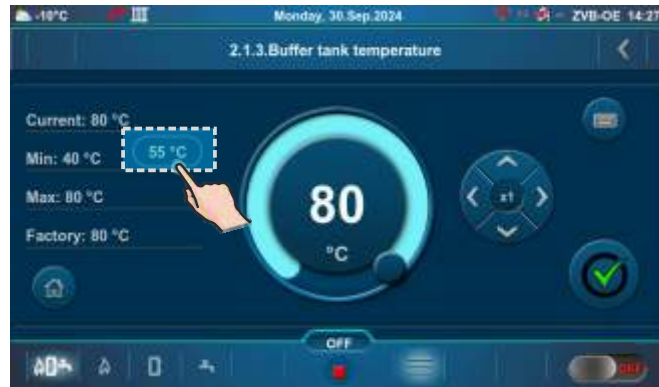 -10°C Monday, 30.Sep.2024 ZVB-OE 14:27
2.1.3.Buffer tank temperature
Current: 80 °C
55 °C
Min: 40 °C
Max: 80 °C
Factory: 80 °C
80
°C
x1
OFF
OFF